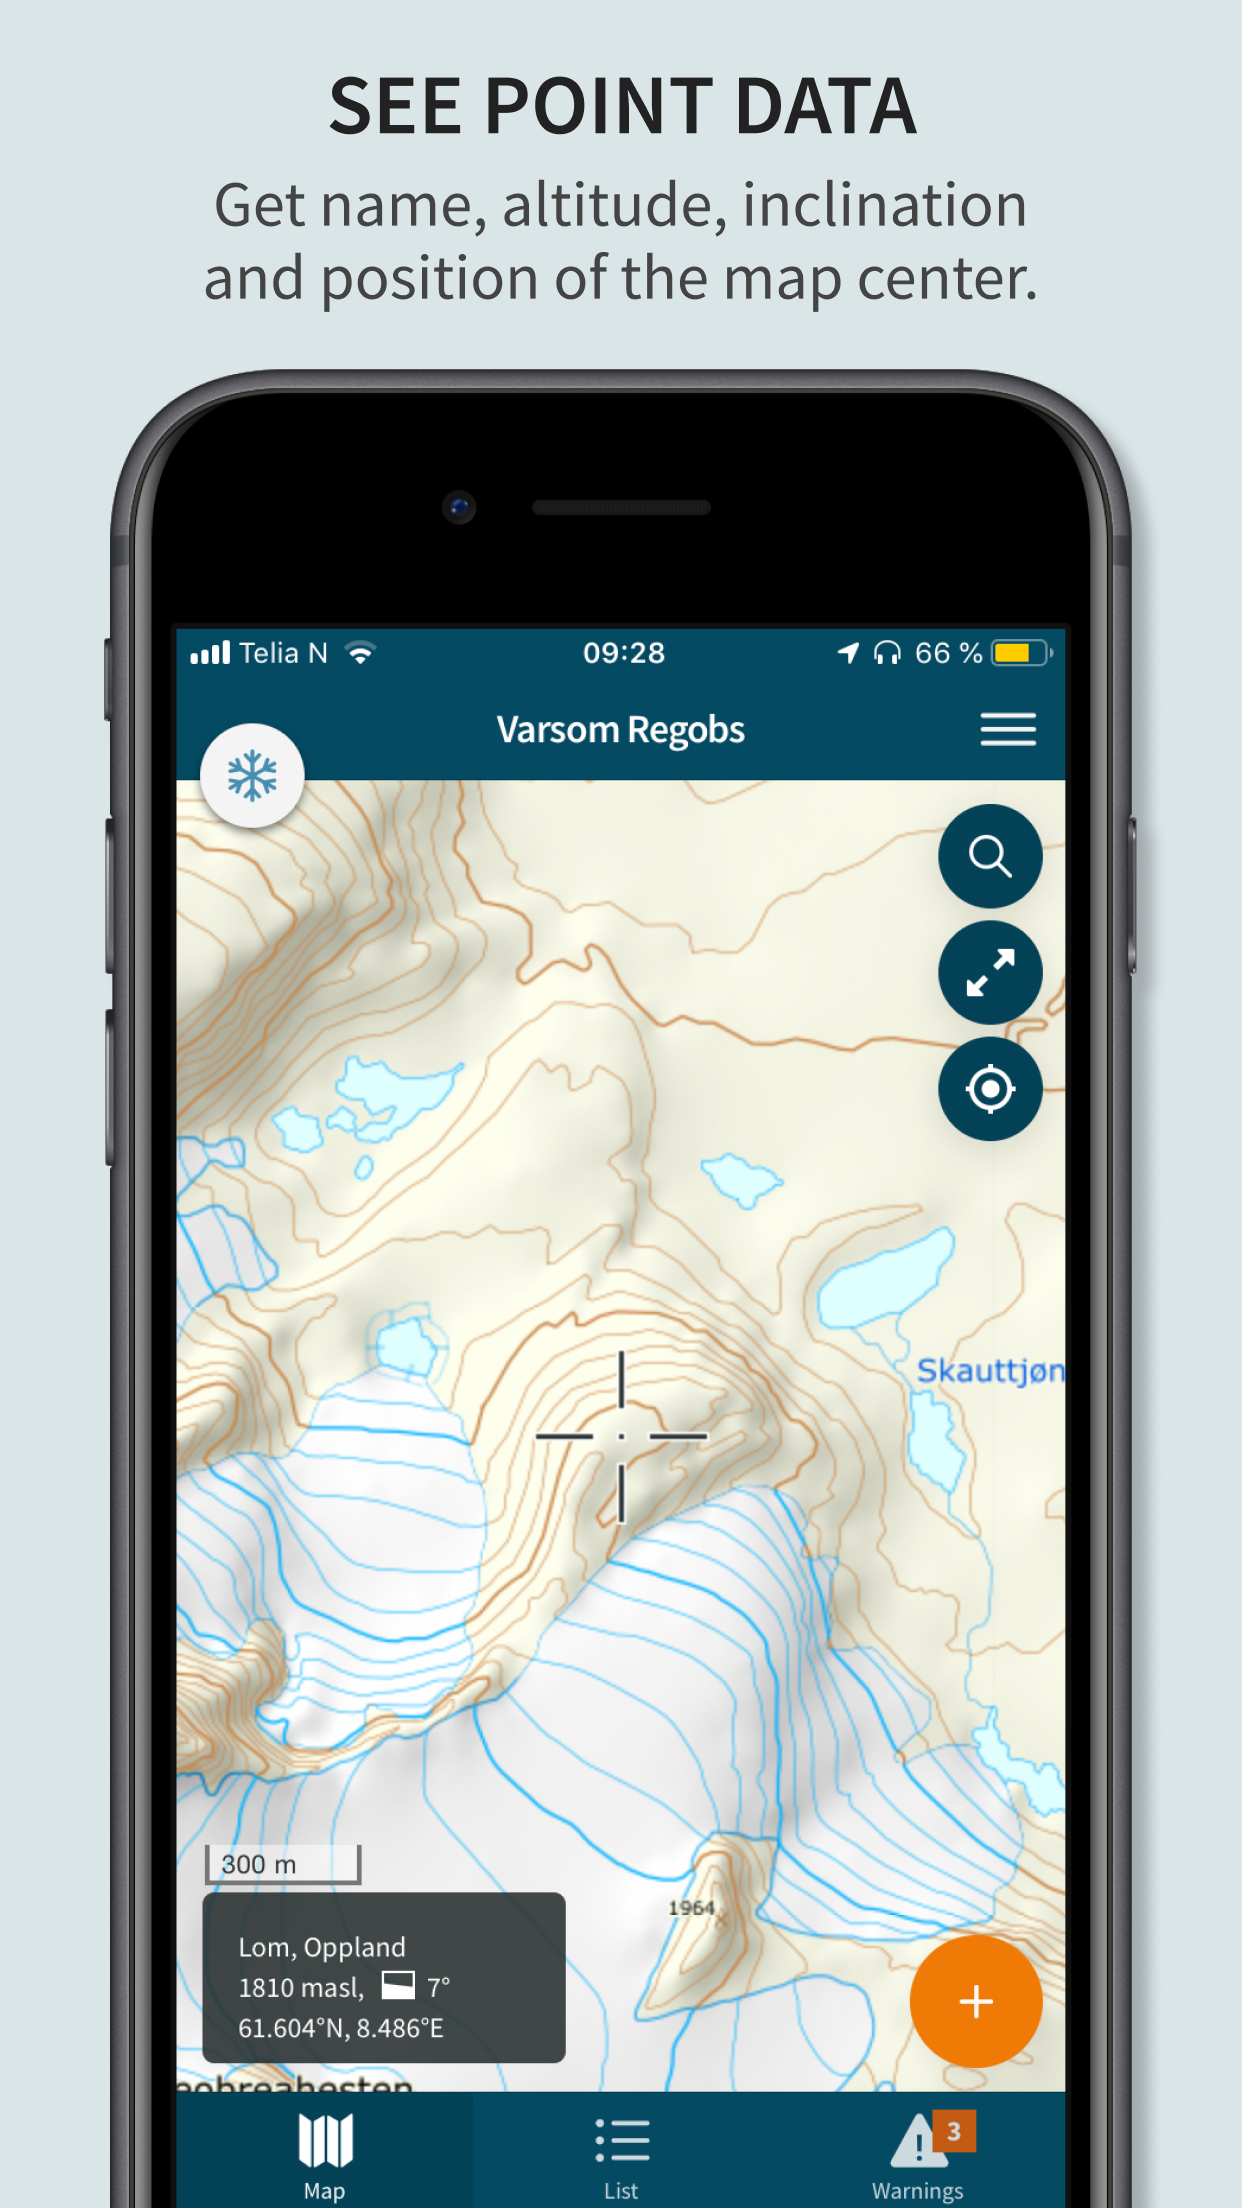 SEE POINT DATA
Get name, altitude, inclination
and position of the map center.
Telia N 09:28 66 %
Varsom Regobs
Skauttjøn
300 m
1964
Lom, Oppland
1810 masl, 7°
61.604°N, 8.486°E
3
Map List Warnings